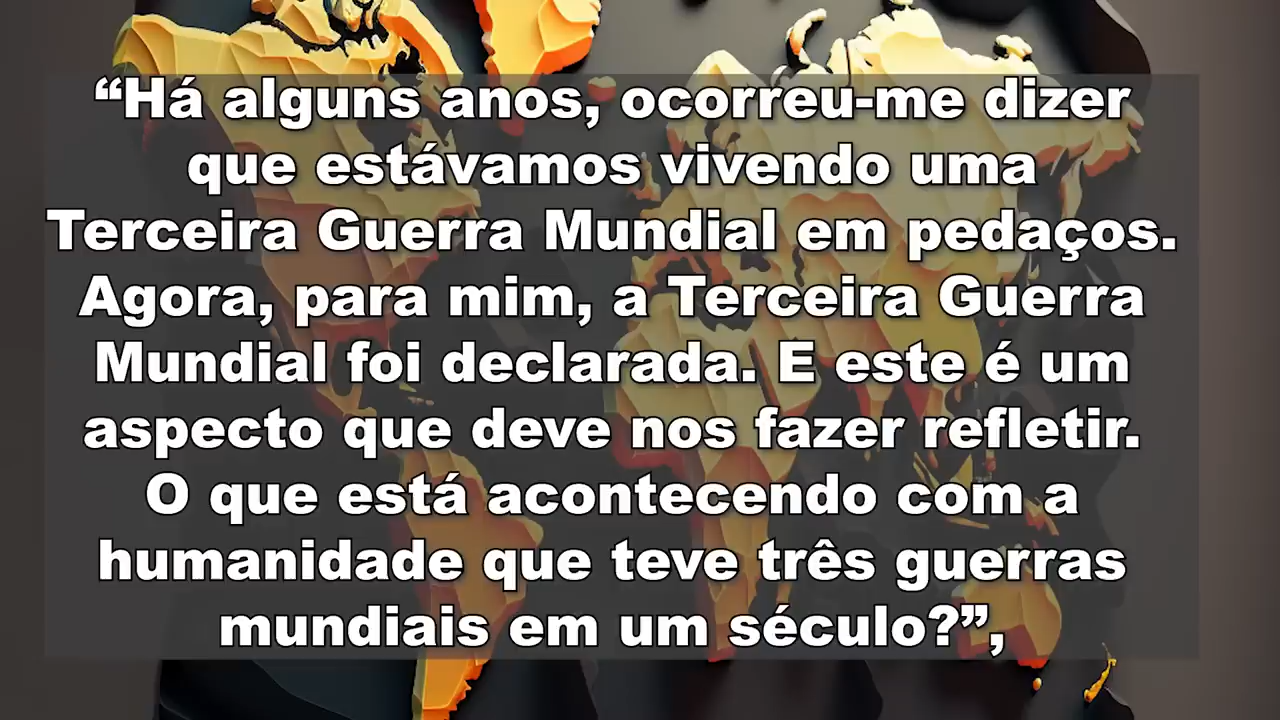 “Há alguns anos, ocorreu-me dizer
que estávamos vivendo uma
Terceira Guerra Mundial em pedaços.
Agora, para mim, a Terceira Guerra
Mundial foi declarada. E este é um
aspecto que deve nos fazer refletir.
O que está acontecendo com a
humanidade que teve três guerras
mundiais em um século?”,